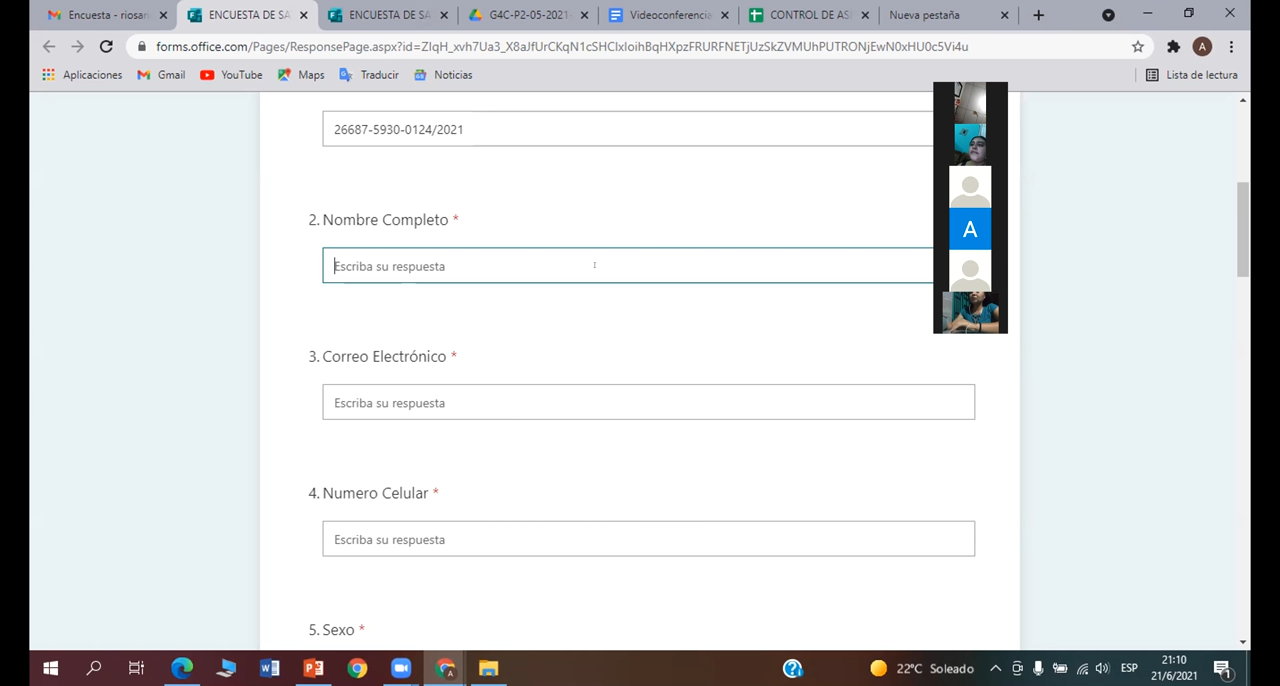 Encuesta - riosan
ENCUESTA DE SA
ENCUESTA DE SA
G4C-P2-05-2021-
Videoconferencia
CONTROL DE AS
Nueva pestaña
forms.office.com/Pages/ResponsePage.aspx?id=ZIqH_xvh7Ua3_X8aJfUrCKqN1cSHCIxIoihBqHXpzFRURFNETjUzSkZVMUhPUTRONjEwN0xHU0c5Vi4u
A
Aplicaciones
Gmail
YouTube
Maps
Traducir
Noticias
Lista de lectura
26687-5930-0124/2021
2. Nombre Completo *
Escriba su respuesta
A
3. Correo Electrónico *
Escriba su respuesta
4. Numero Celular *
Escriba su respuesta
5. Sexo *
22°C Soleado
ESP
21:10
21/6/2021
1